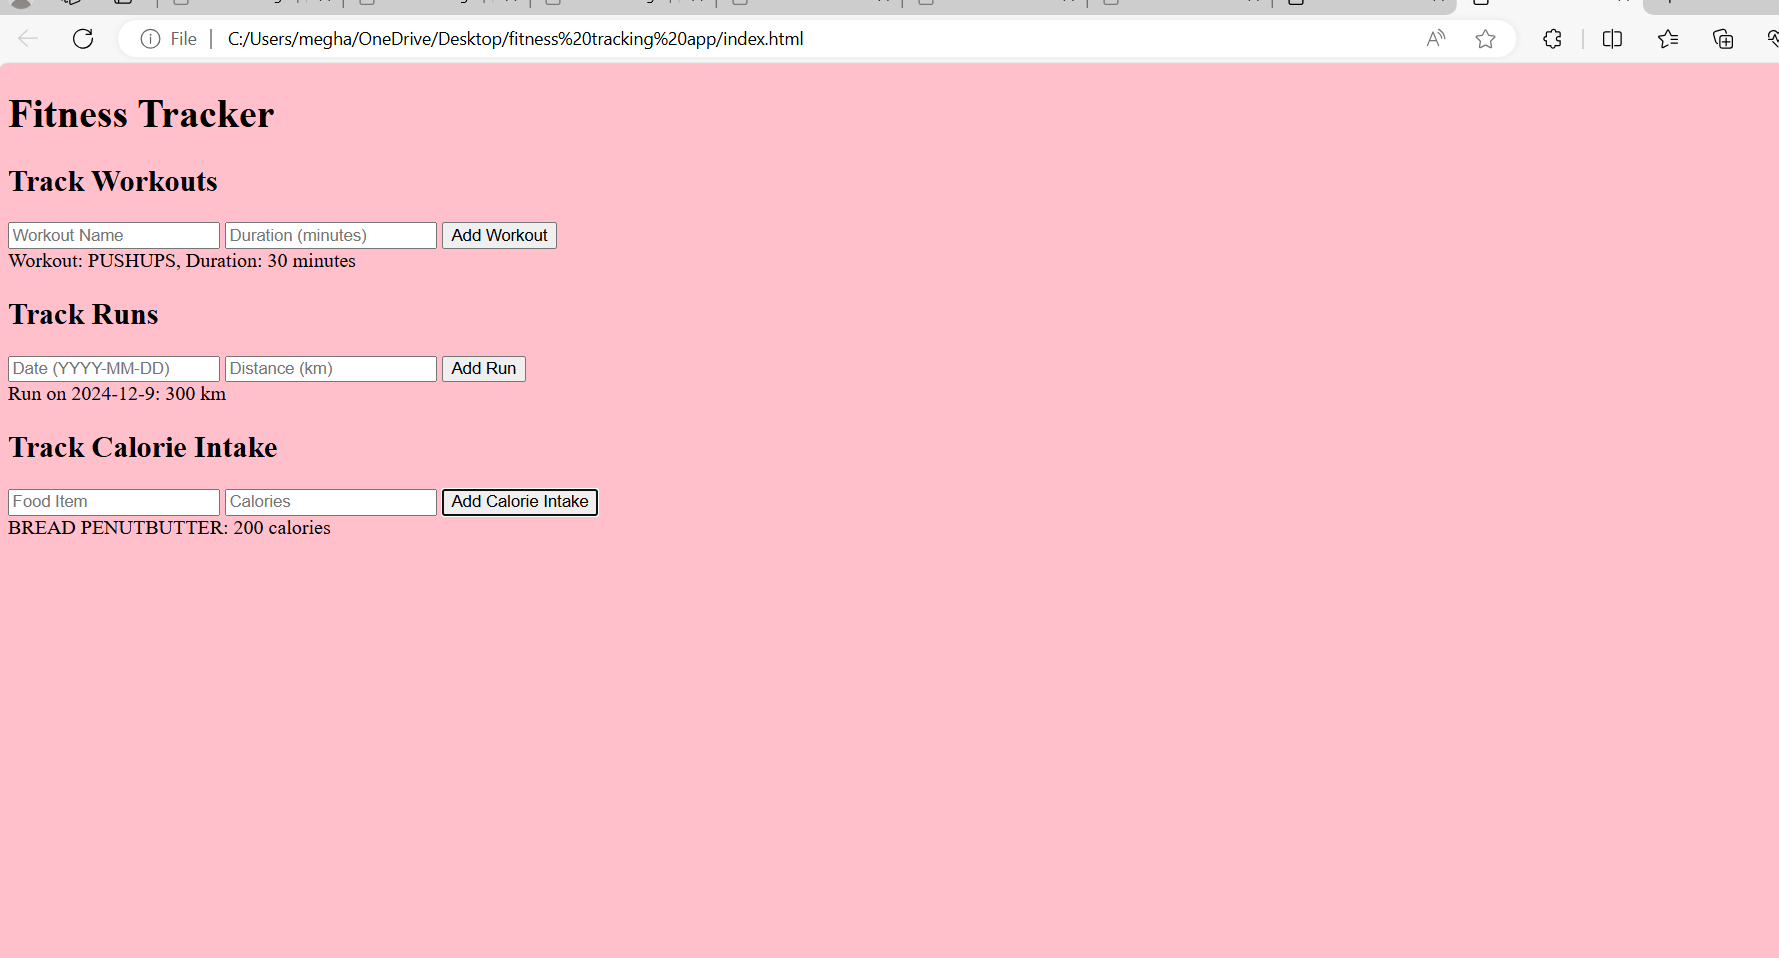 File C:/Users/megha/OneDrive/Desktop/fitness%20tracking%20app/index.html
Fitness Tracker
Track Workouts
Workout Name Duration (minutes) Add Workout
Workout: PUSHUPS, Duration: 30 minutes
Track Runs
Date (YYYY-MM-DD) Distance (km) Add Run
Run on 2024-12-9: 300 km
Track Calorie Intake
Food Item Calories Add Calorie Intake
BREAD PENUTBUTTER: 200 calories